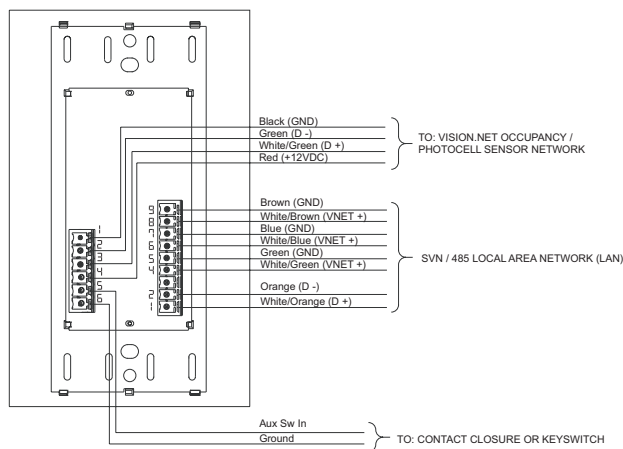 Black (GND)
Green (D -)
White/Green (D +)
Red (+12VDC)
TO: VISION.NET OCCUPANCY /
PHOTOCELL SENSOR NETWORK
Brown (GND)
White/Brown (VNET +)
Blue (GND)
White/Blue (VNET +)
Green (GND)
White/Green (VNET +)
Orange (D -)
White/Orange (D +)
SVN / 485 LOCAL AREA NETWORK (LAN)
1
2
3
4
5
6
9
8
7
6
5
4
2
1
Aux Sw In
Ground
TO: CONTACT CLOSURE OR KEYSWITCH